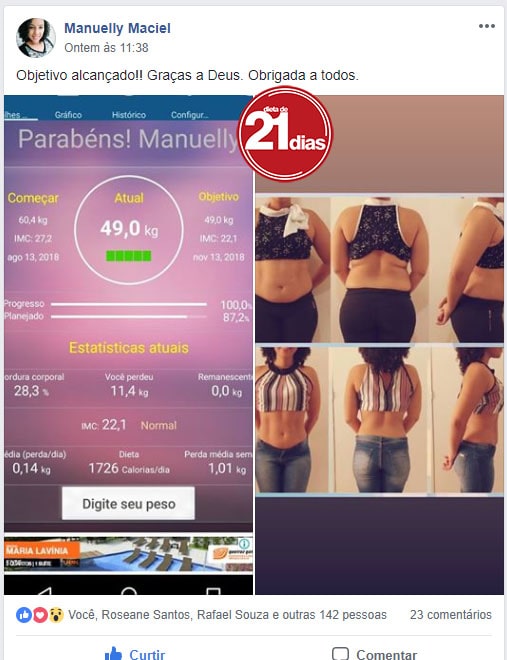 Manuelly Maciel
Ontem às 11:38
Objetivo alcançado!! Graças a Deus. Obrigada a todos.
lhes ... Gráfico Histórico Configur...
Parabéns! Manuelly
dieta de
21 dias
Começar Atual Objetivo
60,4 kg 49,0 kg 49,0 kg
IMC: 27,2 IMC: 22,1
ago 13, 2018 nov 13, 2018
Progresso 100,0%
Planejado 87,2%
Estatísticas atuais
ordura corporal Você perdeu Remanescent
28,3 % 11,4 kg 0,0 kg
IMC: 22,1 Normal
édia (perda/dia) Dieta Perda média sem
0,14 kg 1726 Calorias/dia 1,01 kg
Digite seu peso
MARIA LAVÍNIA
Você, Roseane Santos, Rafael Souza e outras 142 pessoas 23 comentários
Curtir Comentar